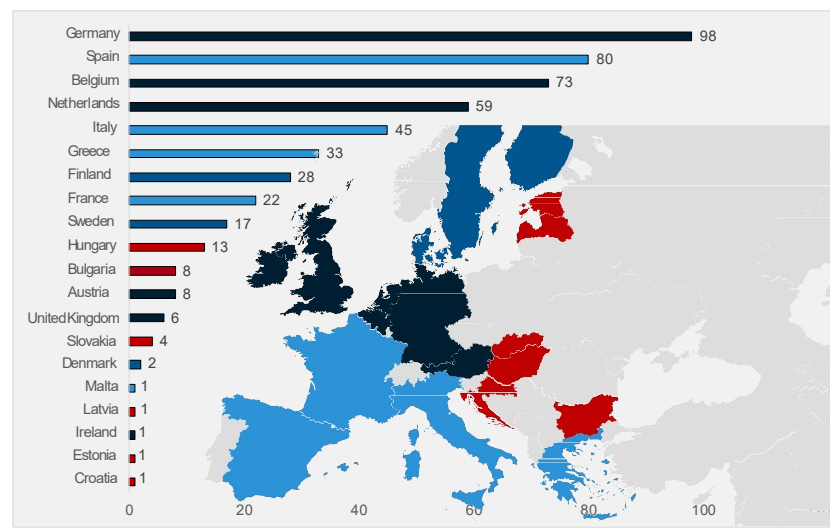 Germany 98
Spain 80
Belgium 73
Netherlands 59
Italy 45
Greece 33
Finland 28
France 22
Sweden 17
Hungary 13
Bulgaria 8
Austria 8
United Kingdom 6
Slovakia 4
Denmark 2
Malta 1
Latvia 1
Ireland 1
Estonia 1
Croatia 1
0 20 40 60 80 100